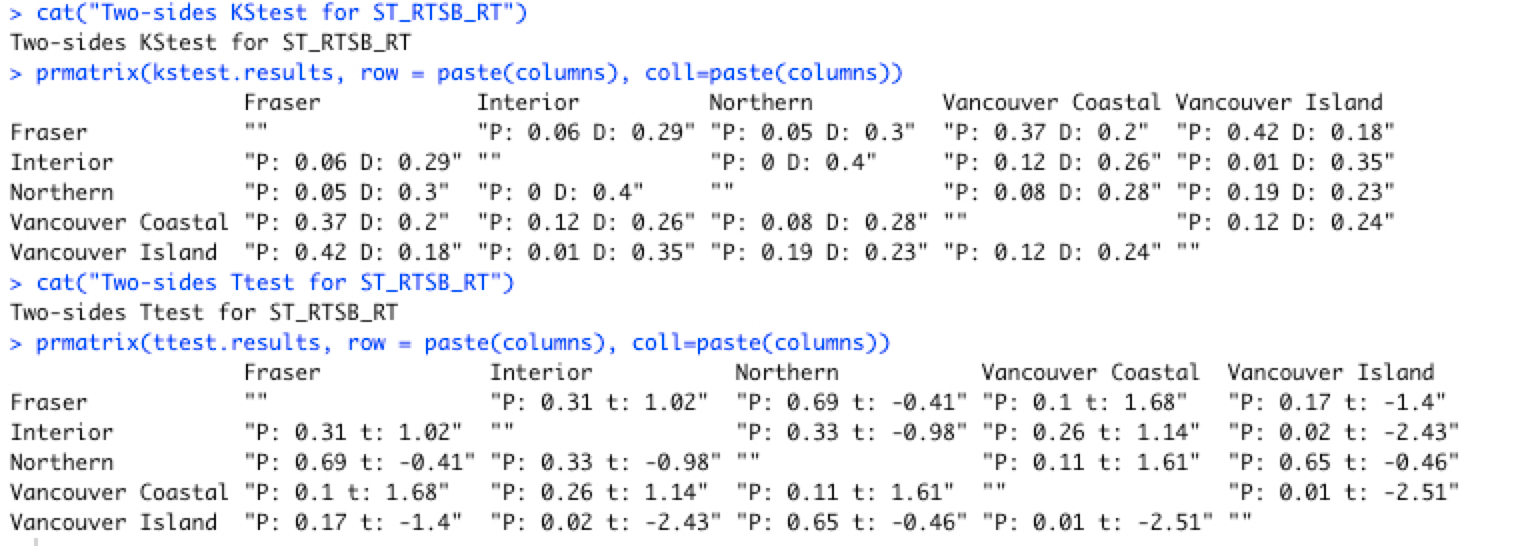 > cat("Two-sides KStest for ST_RTSB_RT")
Two-sides KStest for ST_RTSB_RT
> prmatrix(kstest.results, row = paste(columns), coll=paste(columns))
Fraser Interior Northern Vancouver Coastal Vancouver Island
Fraser "" "P: 0.06 D: 0.29" "P: 0.05 D: 0.3" "P: 0.37 D: 0.2" "P: 0.42 D: 0.18"
Interior "P: 0.06 D: 0.29" "" "P: 0 D: 0.4" "P: 0.12 D: 0.26" "P: 0.01 D: 0.35"
Northern "P: 0.05 D: 0.3" "P: 0 D: 0.4" "" "P: 0.08 D: 0.28" "P: 0.19 D: 0.23"
Vancouver Coastal "P: 0.37 D: 0.2" "P: 0.12 D: 0.26" "P: 0.08 D: 0.28" "" "P: 0.12 D: 0.24"
Vancouver Island "P: 0.42 D: 0.18" "P: 0.01 D: 0.35" "P: 0.19 D: 0.23" "P: 0.12 D: 0.24" ""
> cat("Two-sides Ttest for ST_RTSB_RT")
Two-sides Ttest for ST_RTSB_RT
> prmatrix(ttest.results, row = paste(columns), coll=paste(columns))
Fraser Interior Northern Vancouver Coastal Vancouver Island
Fraser "" "P: 0.31 t: 1.02" "P: 0.69 t: -0.41" "P: 0.1 t: 1.68" "P: 0.17 t: -1.4"
Interior "P: 0.31 t: 1.02" "" "P: 0.33 t: -0.98" "P: 0.26 t: 1.14" "P: 0.02 t: -2.43"
Northern "P: 0.69 t: -0.41" "P: 0.33 t: -0.98" "" "P: 0.11 t: 1.61" "P: 0.65 t: -0.46"
Vancouver Coastal "P: 0.1 t: 1.68" "P: 0.26 t: 1.14" "P: 0.11 t: 1.61" "" "P: 0.01 t: -2.51"
Vancouver Island "P: 0.17 t: -1.4" "P: 0.02 t: -2.43" "P: 0.65 t: -0.46" "P: 0.01 t: -2.51" ""